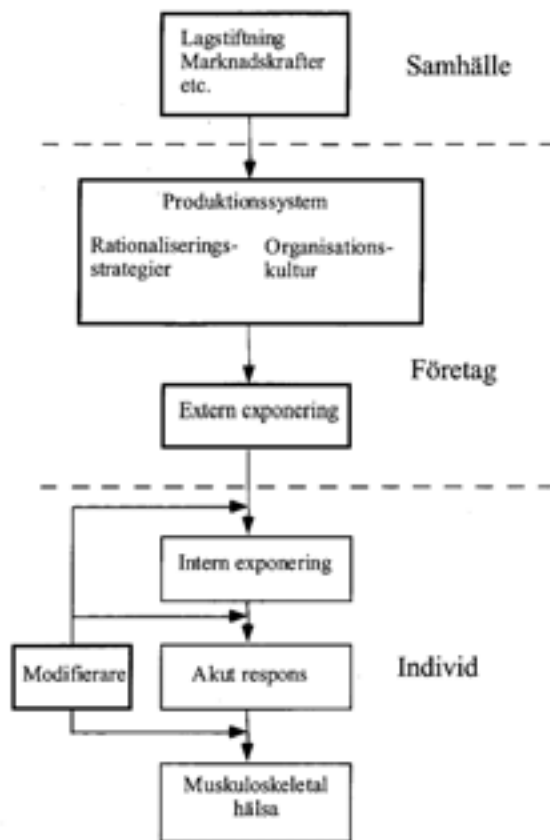 Lagstiftning
Marknadskrafter
etc.
Samhälle
Produktionssystem
Rationaliserings-
strategier
Organisations-
kultur
Företag
Extern exponering
Intern exponering
Modifierare
Akut respons
Individ
Muskuloskeletal
hälsa